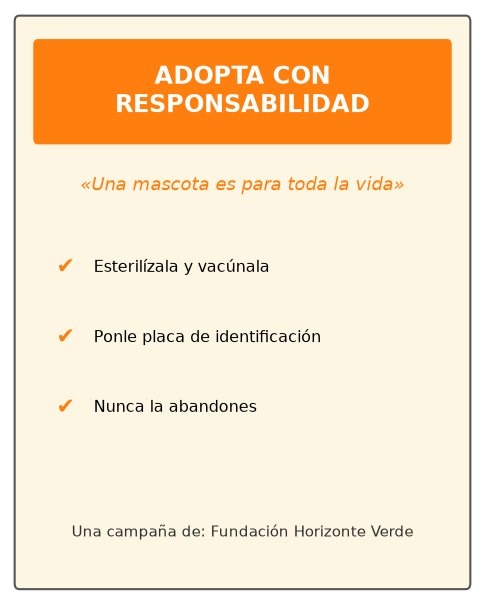 ADOPTA CON
RESPONSABILIDAD
«Una mascota es para toda la vida»
✔ Esterilízala y vacúnala
✔ Ponle placa de identificación
✔ Nunca la abandones
Una campaña de: Fundación Horizonte Verde